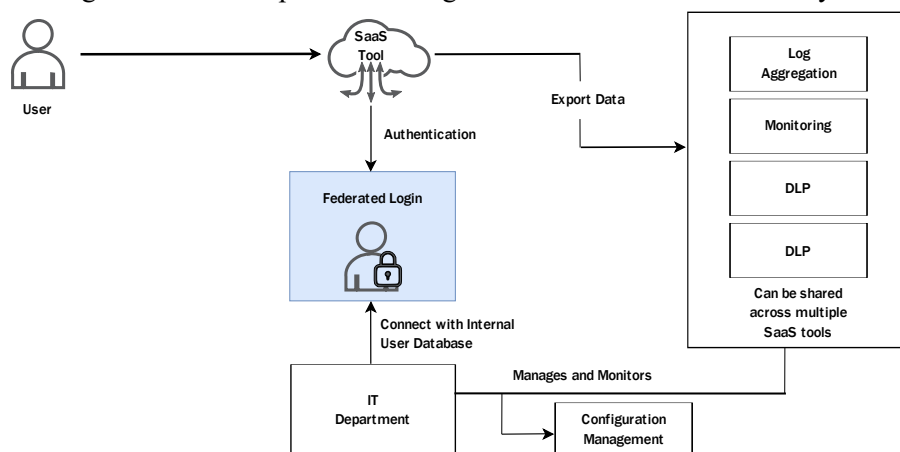 SaaS
Tool
User
Export Data
Authentication
Log
Aggregation
Monitoring
DLP
DLP
Can be shared
across multiple
SaaS tools
Federated Login
Connect with Internal
User Database
Manages and Monitors
IT
Department
Configuration
Management